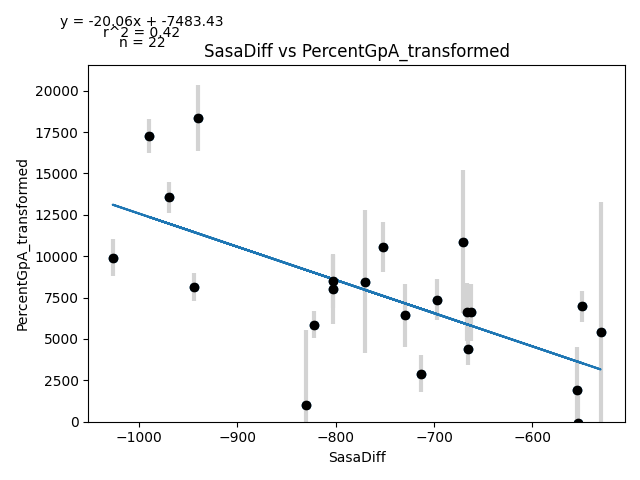 y = -20.06x + -7483.43
r^2 = 0.42
n = 22
SasaDiff vs PercentGpA_transformed
20000
17500
15000
12500
10000
7500
5000
2500
0
PercentGpA_transformed
−1000
−900
−800
−700
−600
SasaDiff